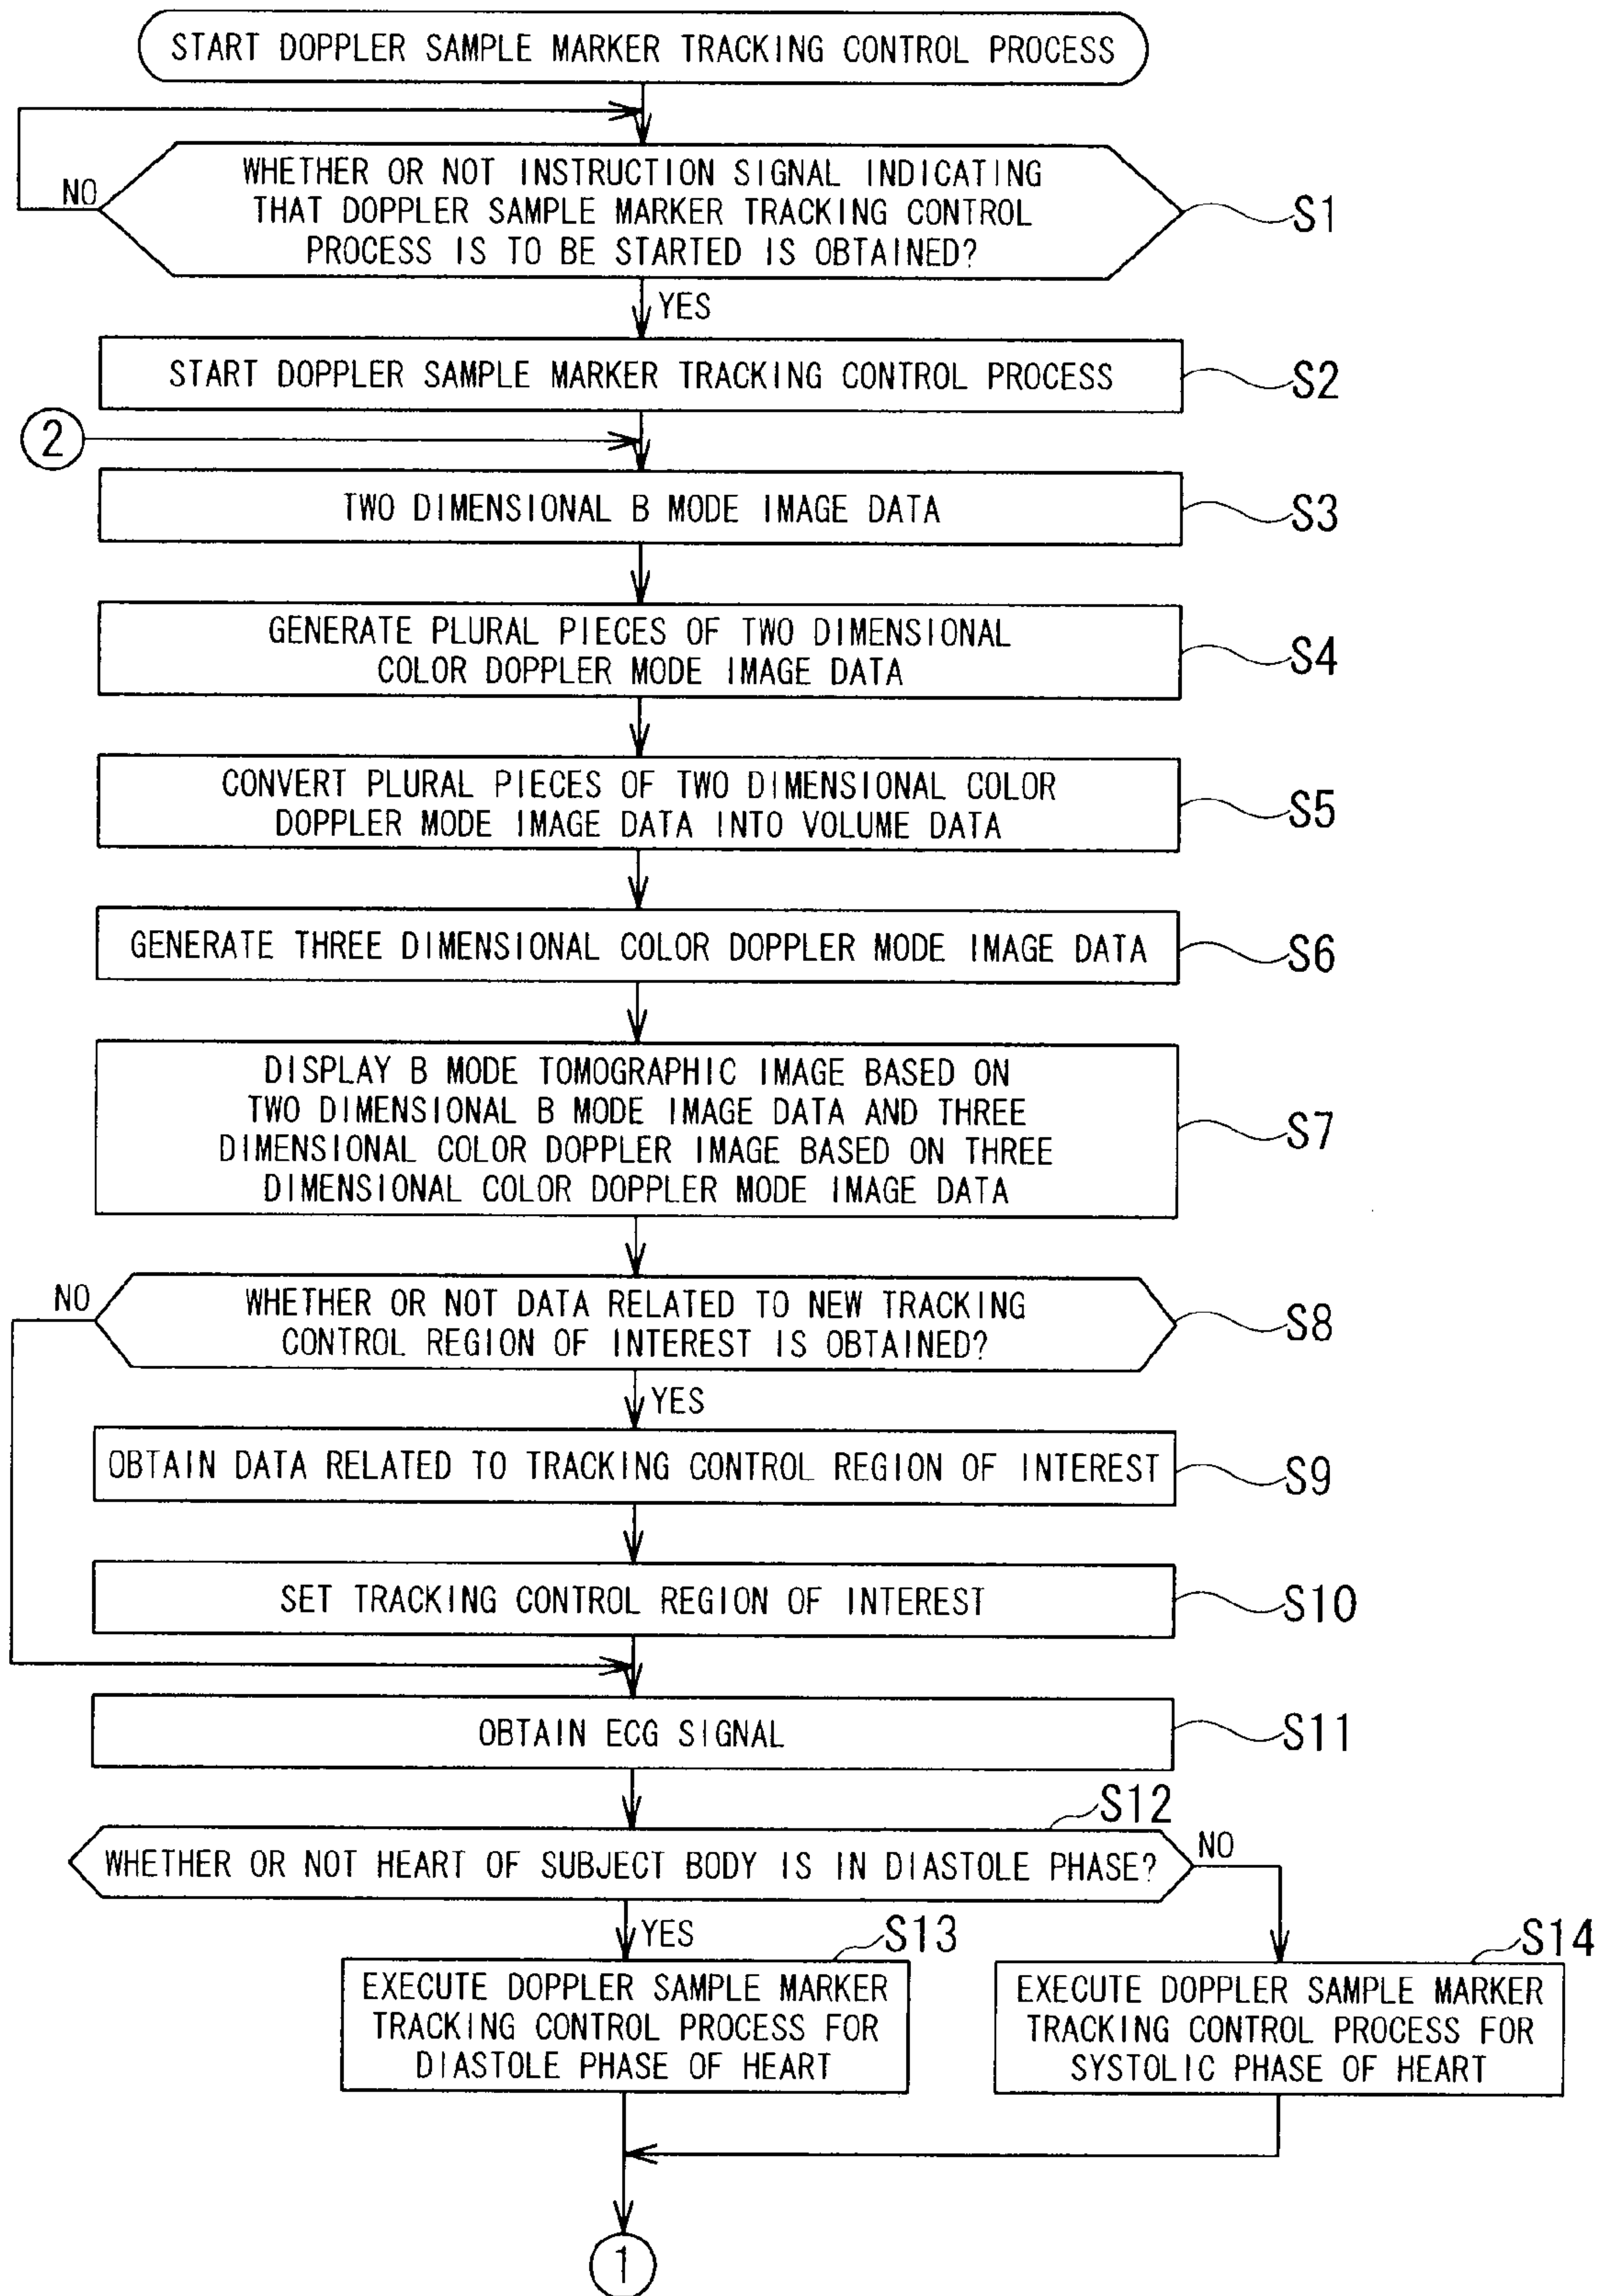 START DOPPLER SAMPLE MARKER TRACKING CONTROL PROCESS
NO
WHETHER OR NOT INSTRUCTION SIGNAL INDICATING
THAT DOPPLER SAMPLE MARKER TRACKING CONTROL
PROCESS IS TO BE STARTED IS OBTAINED?
S1
YES
START DOPPLER SAMPLE MARKER TRACKING CONTROL PROCESS
S2
2
TWO DIMENSIONAL B MODE IMAGE DATA
S3
GENERATE PLURAL PIECES OF TWO DIMENSIONAL
COLOR DOPPLER MODE IMAGE DATA
S4
CONVERT PLURAL PIECES OF TWO DIMENSIONAL COLOR
DOPPLER MODE IMAGE DATA INTO VOLUME DATA
S5
GENERATE THREE DIMENSIONAL COLOR DOPPLER MODE IMAGE DATA
S6
DISPLAY B MODE TOMOGRAPHIC IMAGE BASED ON
TWO DIMENSIONAL B MODE IMAGE DATA AND THREE
DIMENSIONAL COLOR DOPPLER IMAGE BASED ON THREE
DIMENSIONAL COLOR DOPPLER MODE IMAGE DATA
S7
NO
WHETHER OR NOT DATA RELATED TO NEW TRACKING
CONTROL REGION OF INTEREST IS OBTAINED?
S8
YES
OBTAIN DATA RELATED TO TRACKING CONTROL REGION OF INTEREST
S9
SET TRACKING CONTROL REGION OF INTEREST
S10
OBTAIN ECG SIGNAL
S11
S12
WHETHER OR NOT HEART OF SUBJECT BODY IS IN DIASTOLE PHASE?
NO
YES
S13
EXECUTE DOPPLER SAMPLE MARKER
TRACKING CONTROL PROCESS FOR
DIASTOLE PHASE OF HEART
S14
EXECUTE DOPPLER SAMPLE MARKER
TRACKING CONTROL PROCESS FOR
SYSTOLIC PHASE OF HEART
1